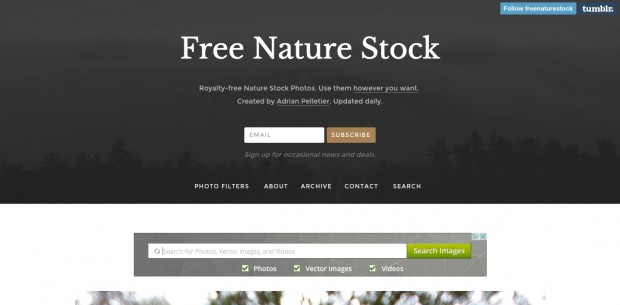 Follow freenaturestock tumblr.
Free Nature Stock
Royalty-free Nature Stock Photos. Use them however you want.
Created by Adrian Pelletier. Updated daily.
EMAIL SUBSCRIBE
Sign up for occasional news and deals.
PHOTO FILTERS ABOUT ARCHIVE CONTACT SEARCH
Search for Photos, Vector Images, and Videos Search Images
Photos Vector Images Videos